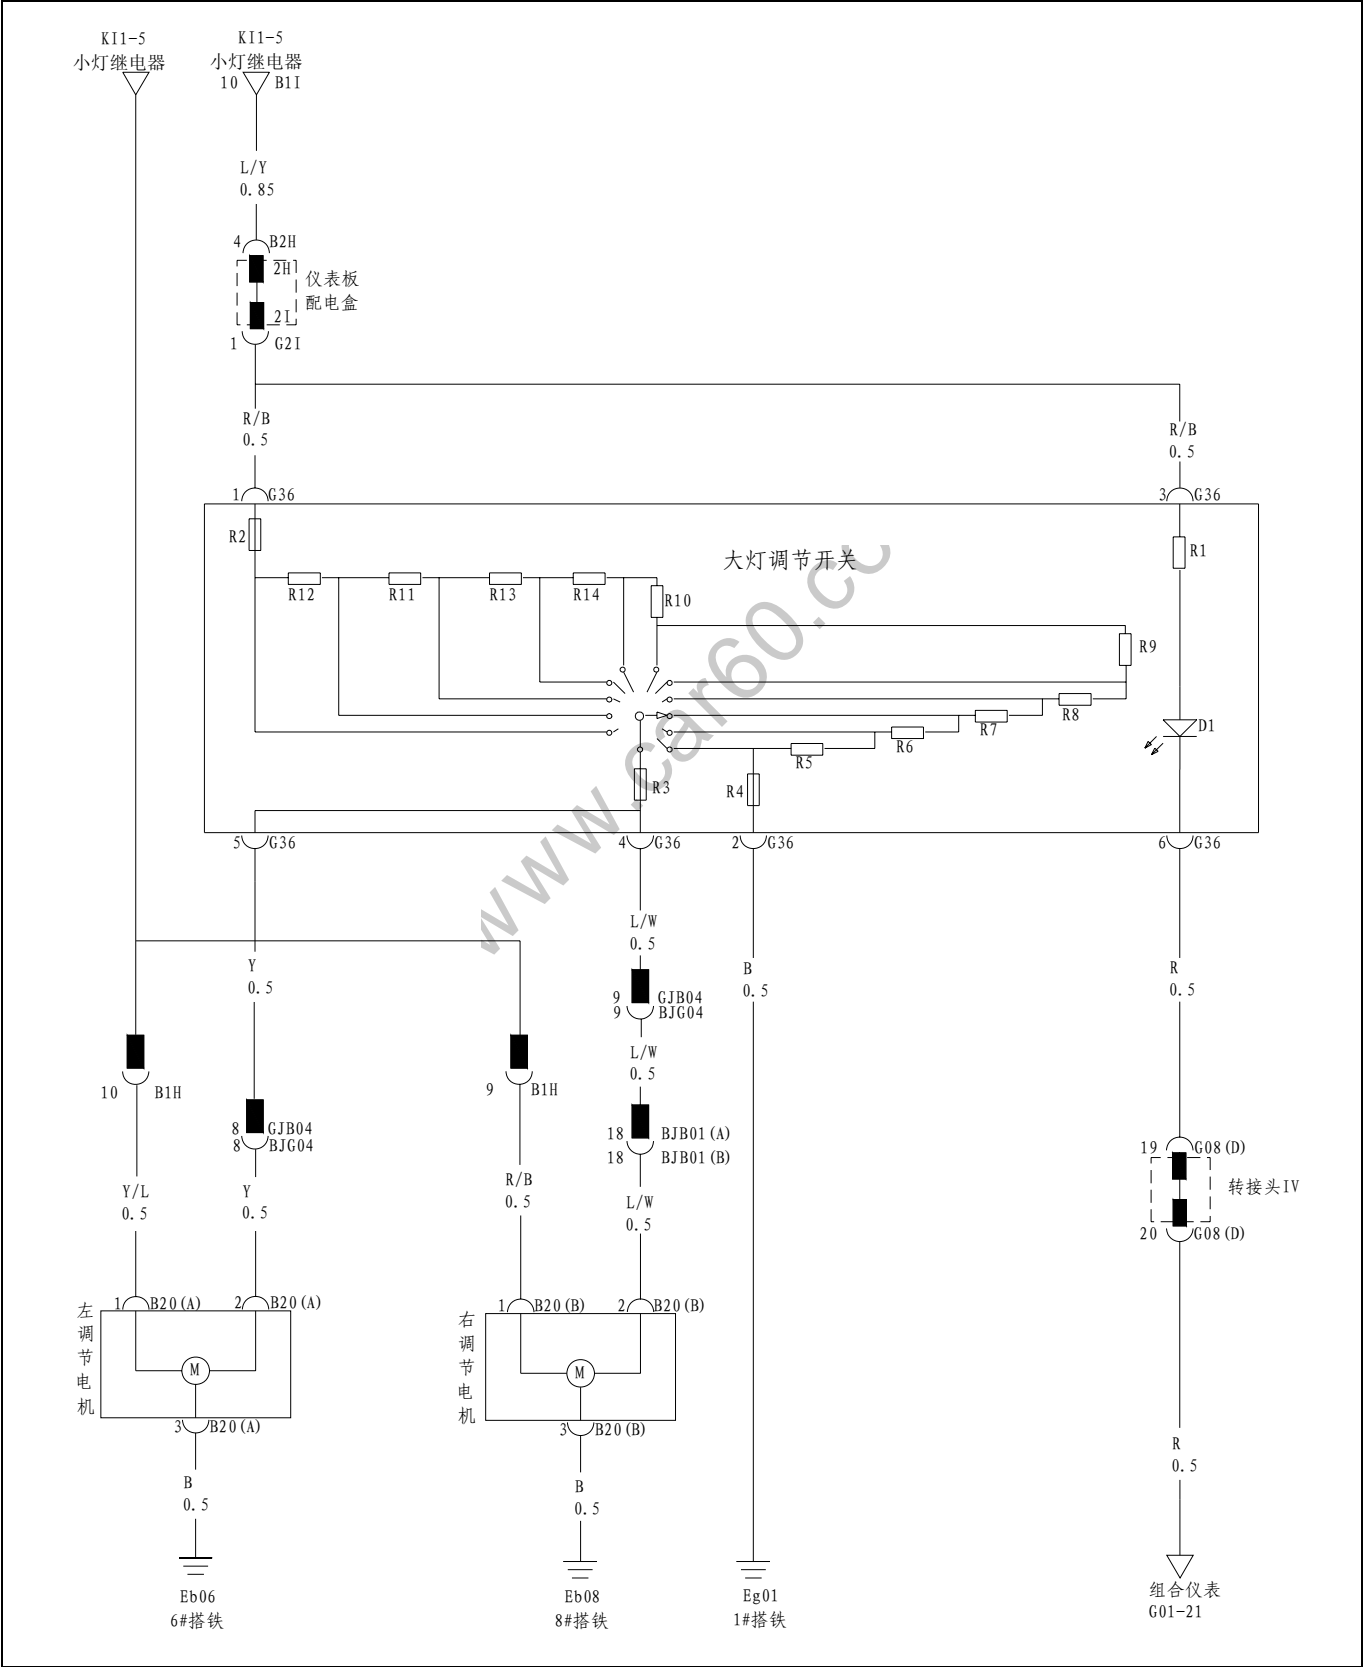 KI1-5
小灯继电器
KI1-5
小灯继电器
10 B1I
L/Y
0.85
4 B2H
2H
仪表板
配电盒
2I
1 G2I
R/B
0.5
R/B
0.5
1 G36
3 G36
R2
大灯调节开关
R1
R12
R11
R13
R14
R10
R9
R8
R7
R6
R5
D1
R3
R4
5 G36
4 G36
2 G36
6 G36
www.car60.co
L/W
0.5
Y
0.5
B
0.5
R
0.5
9 GJB04
9 BJG04
L/W
0.5
10 B1H
9 B1H
8 GJB04
8 BJG04
18 BJB01(A)
18 BJB01(B)
19 G08(D)
转接头IV
20 G08(D)
Y/L
0.5
Y
0.5
R/B
0.5
L/W
0.5
1 B20(A)
2 B20(A)
1 B20(B)
2 B20(B)
左调节电机
M
右调节电机
M
3 B20(A)
3 B20(B)
B
0.5
B
0.5
R
0.5
Eb06
6#搭铁
Eb08
8#搭铁
Eg01
1#搭铁
组合仪表
G01-21